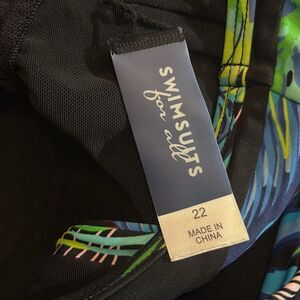 SWIMSUITS
for all
22
MADE IN
CHINA